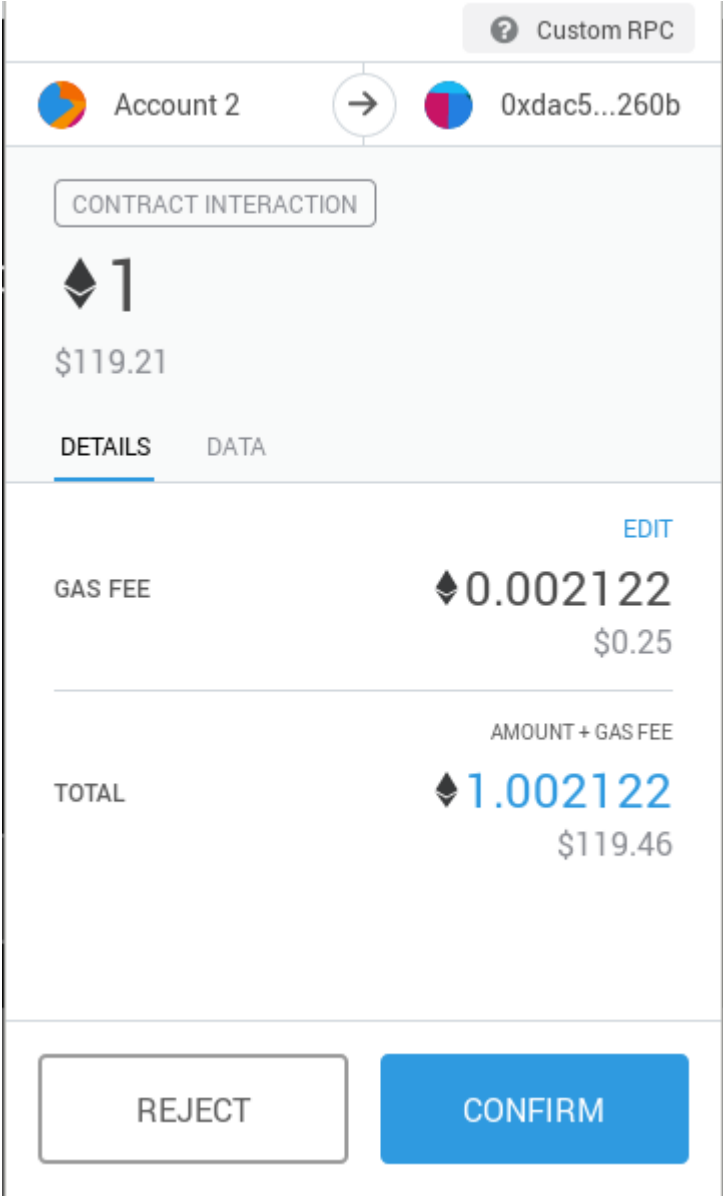 Custom RPC
Account 2 0xdac5...260b
CONTRACT INTERACTION
1
$119.21
DETAILS DATA
EDIT
GAS FEE 0.002122
$0.25
AMOUNT + GAS FEE
TOTAL 1.002122
$119.46
REJECT CONFIRM